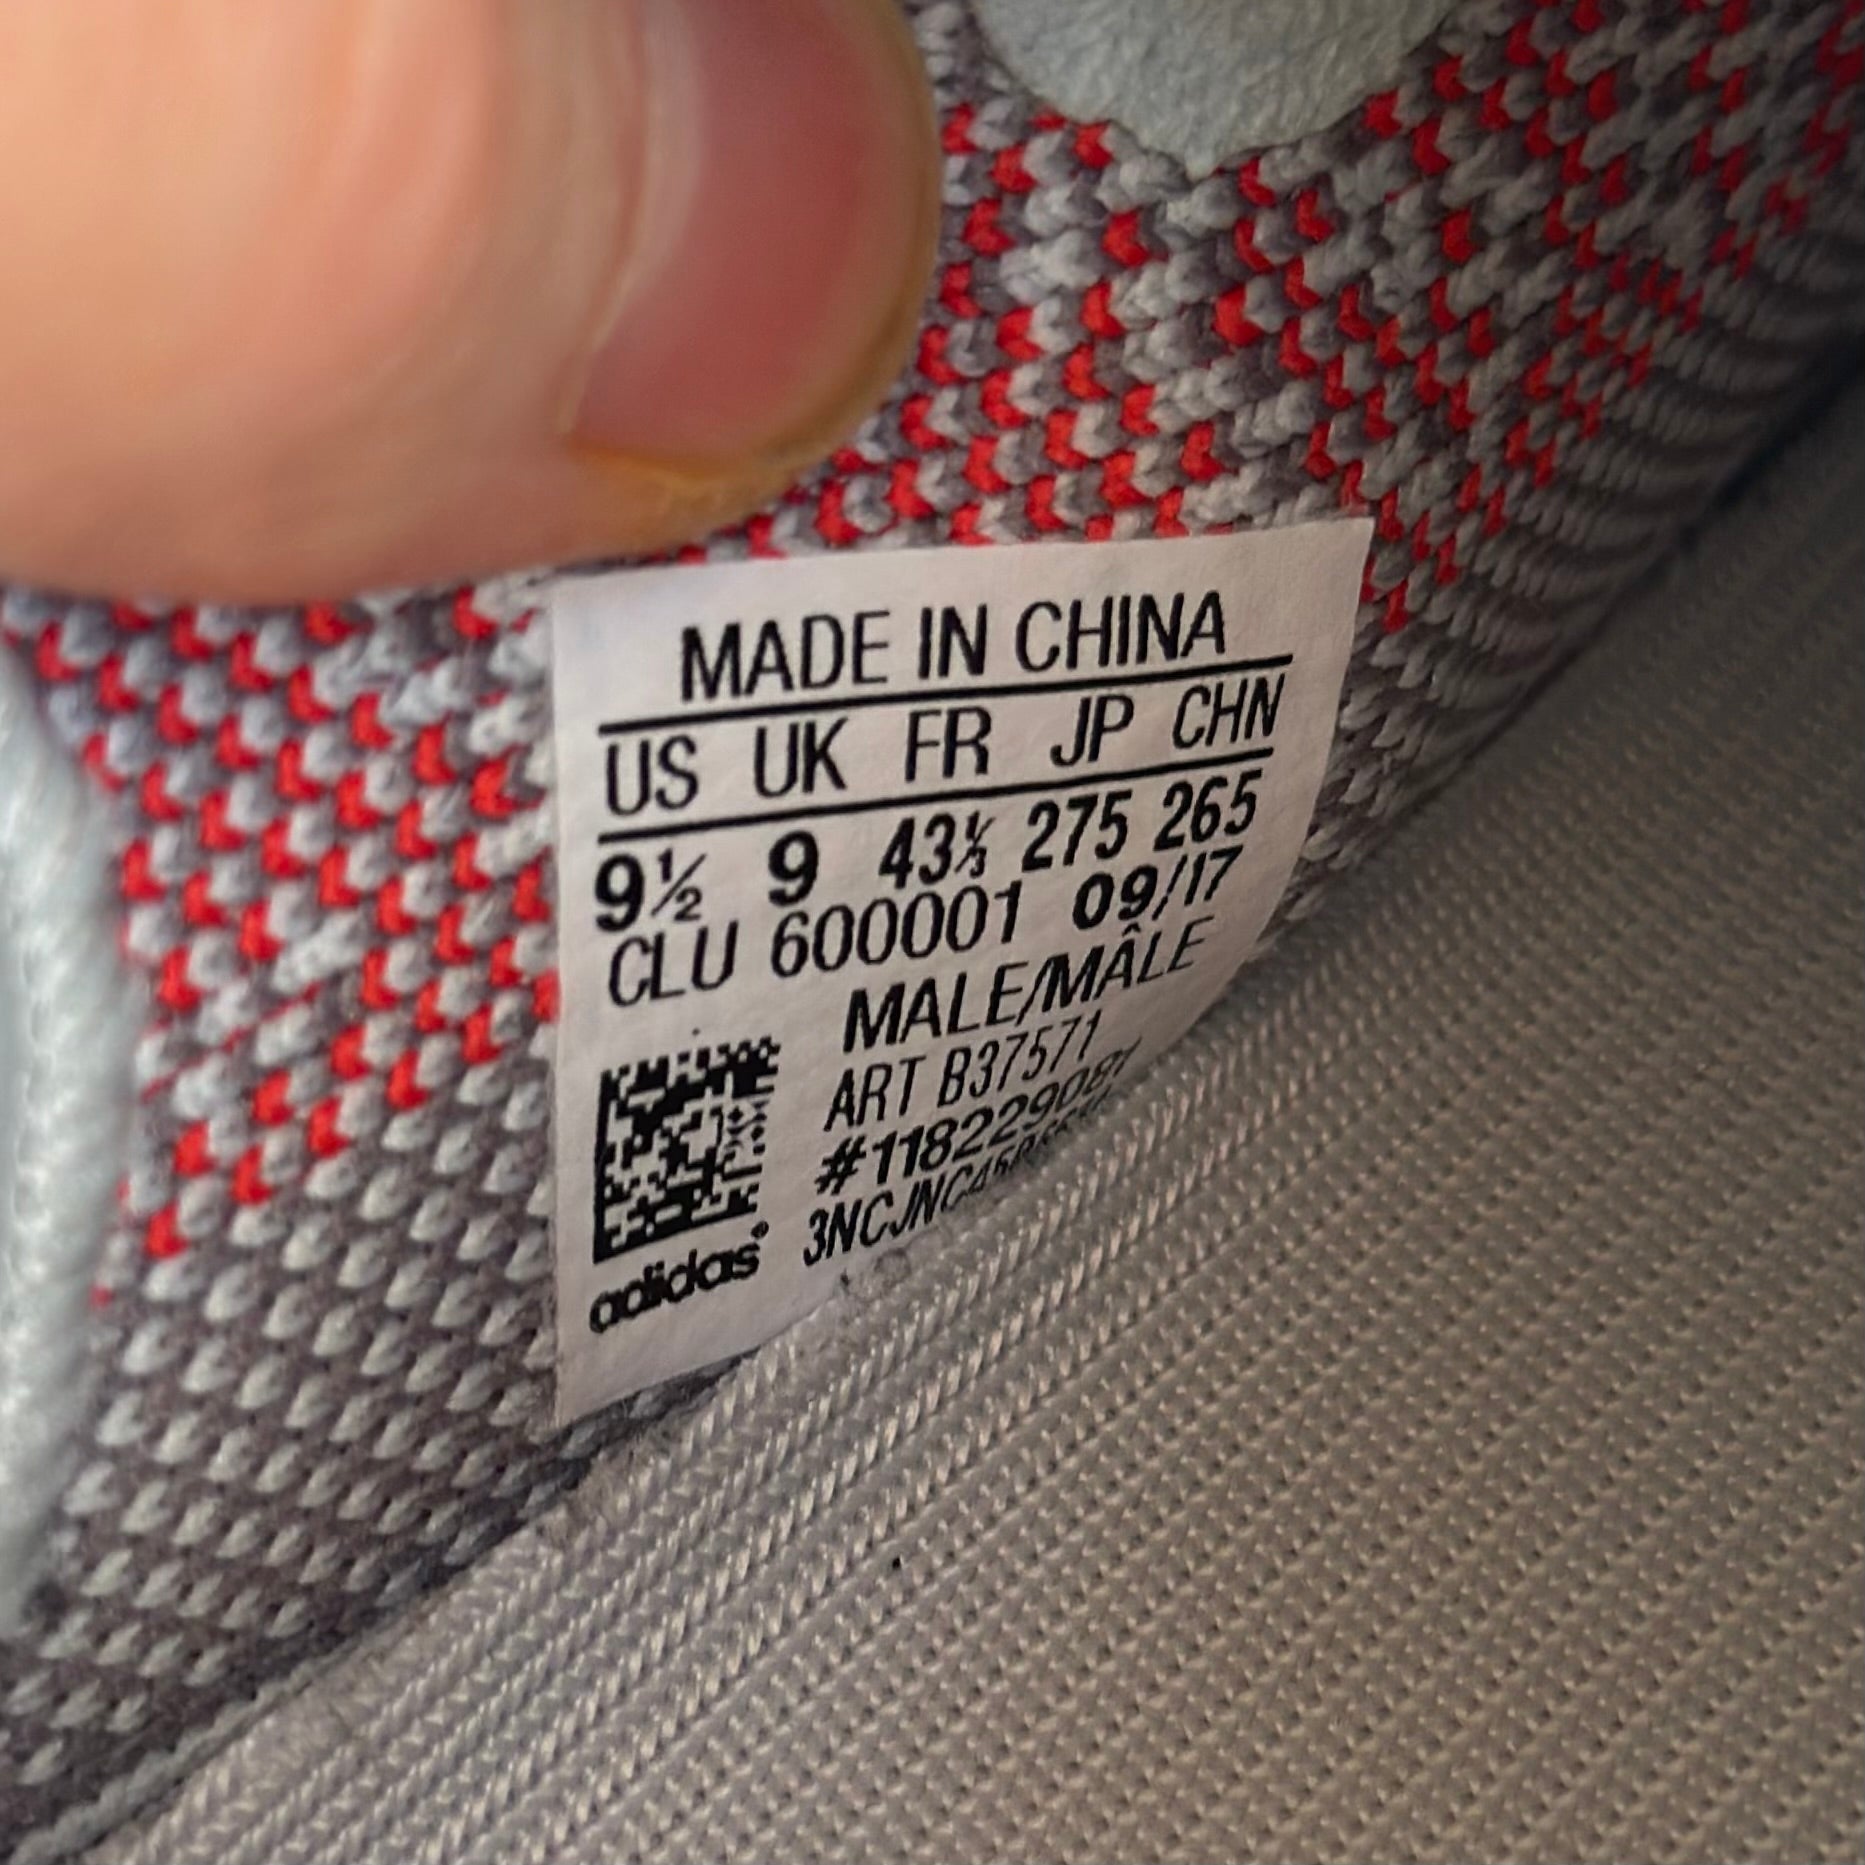 MADE IN CHINA
US UK FR JP CHN
9½ 9 43⅓ 275 265
CLU 600001 09/17
MALE/MÂLE
ART B37571
#1182290281
adidas®